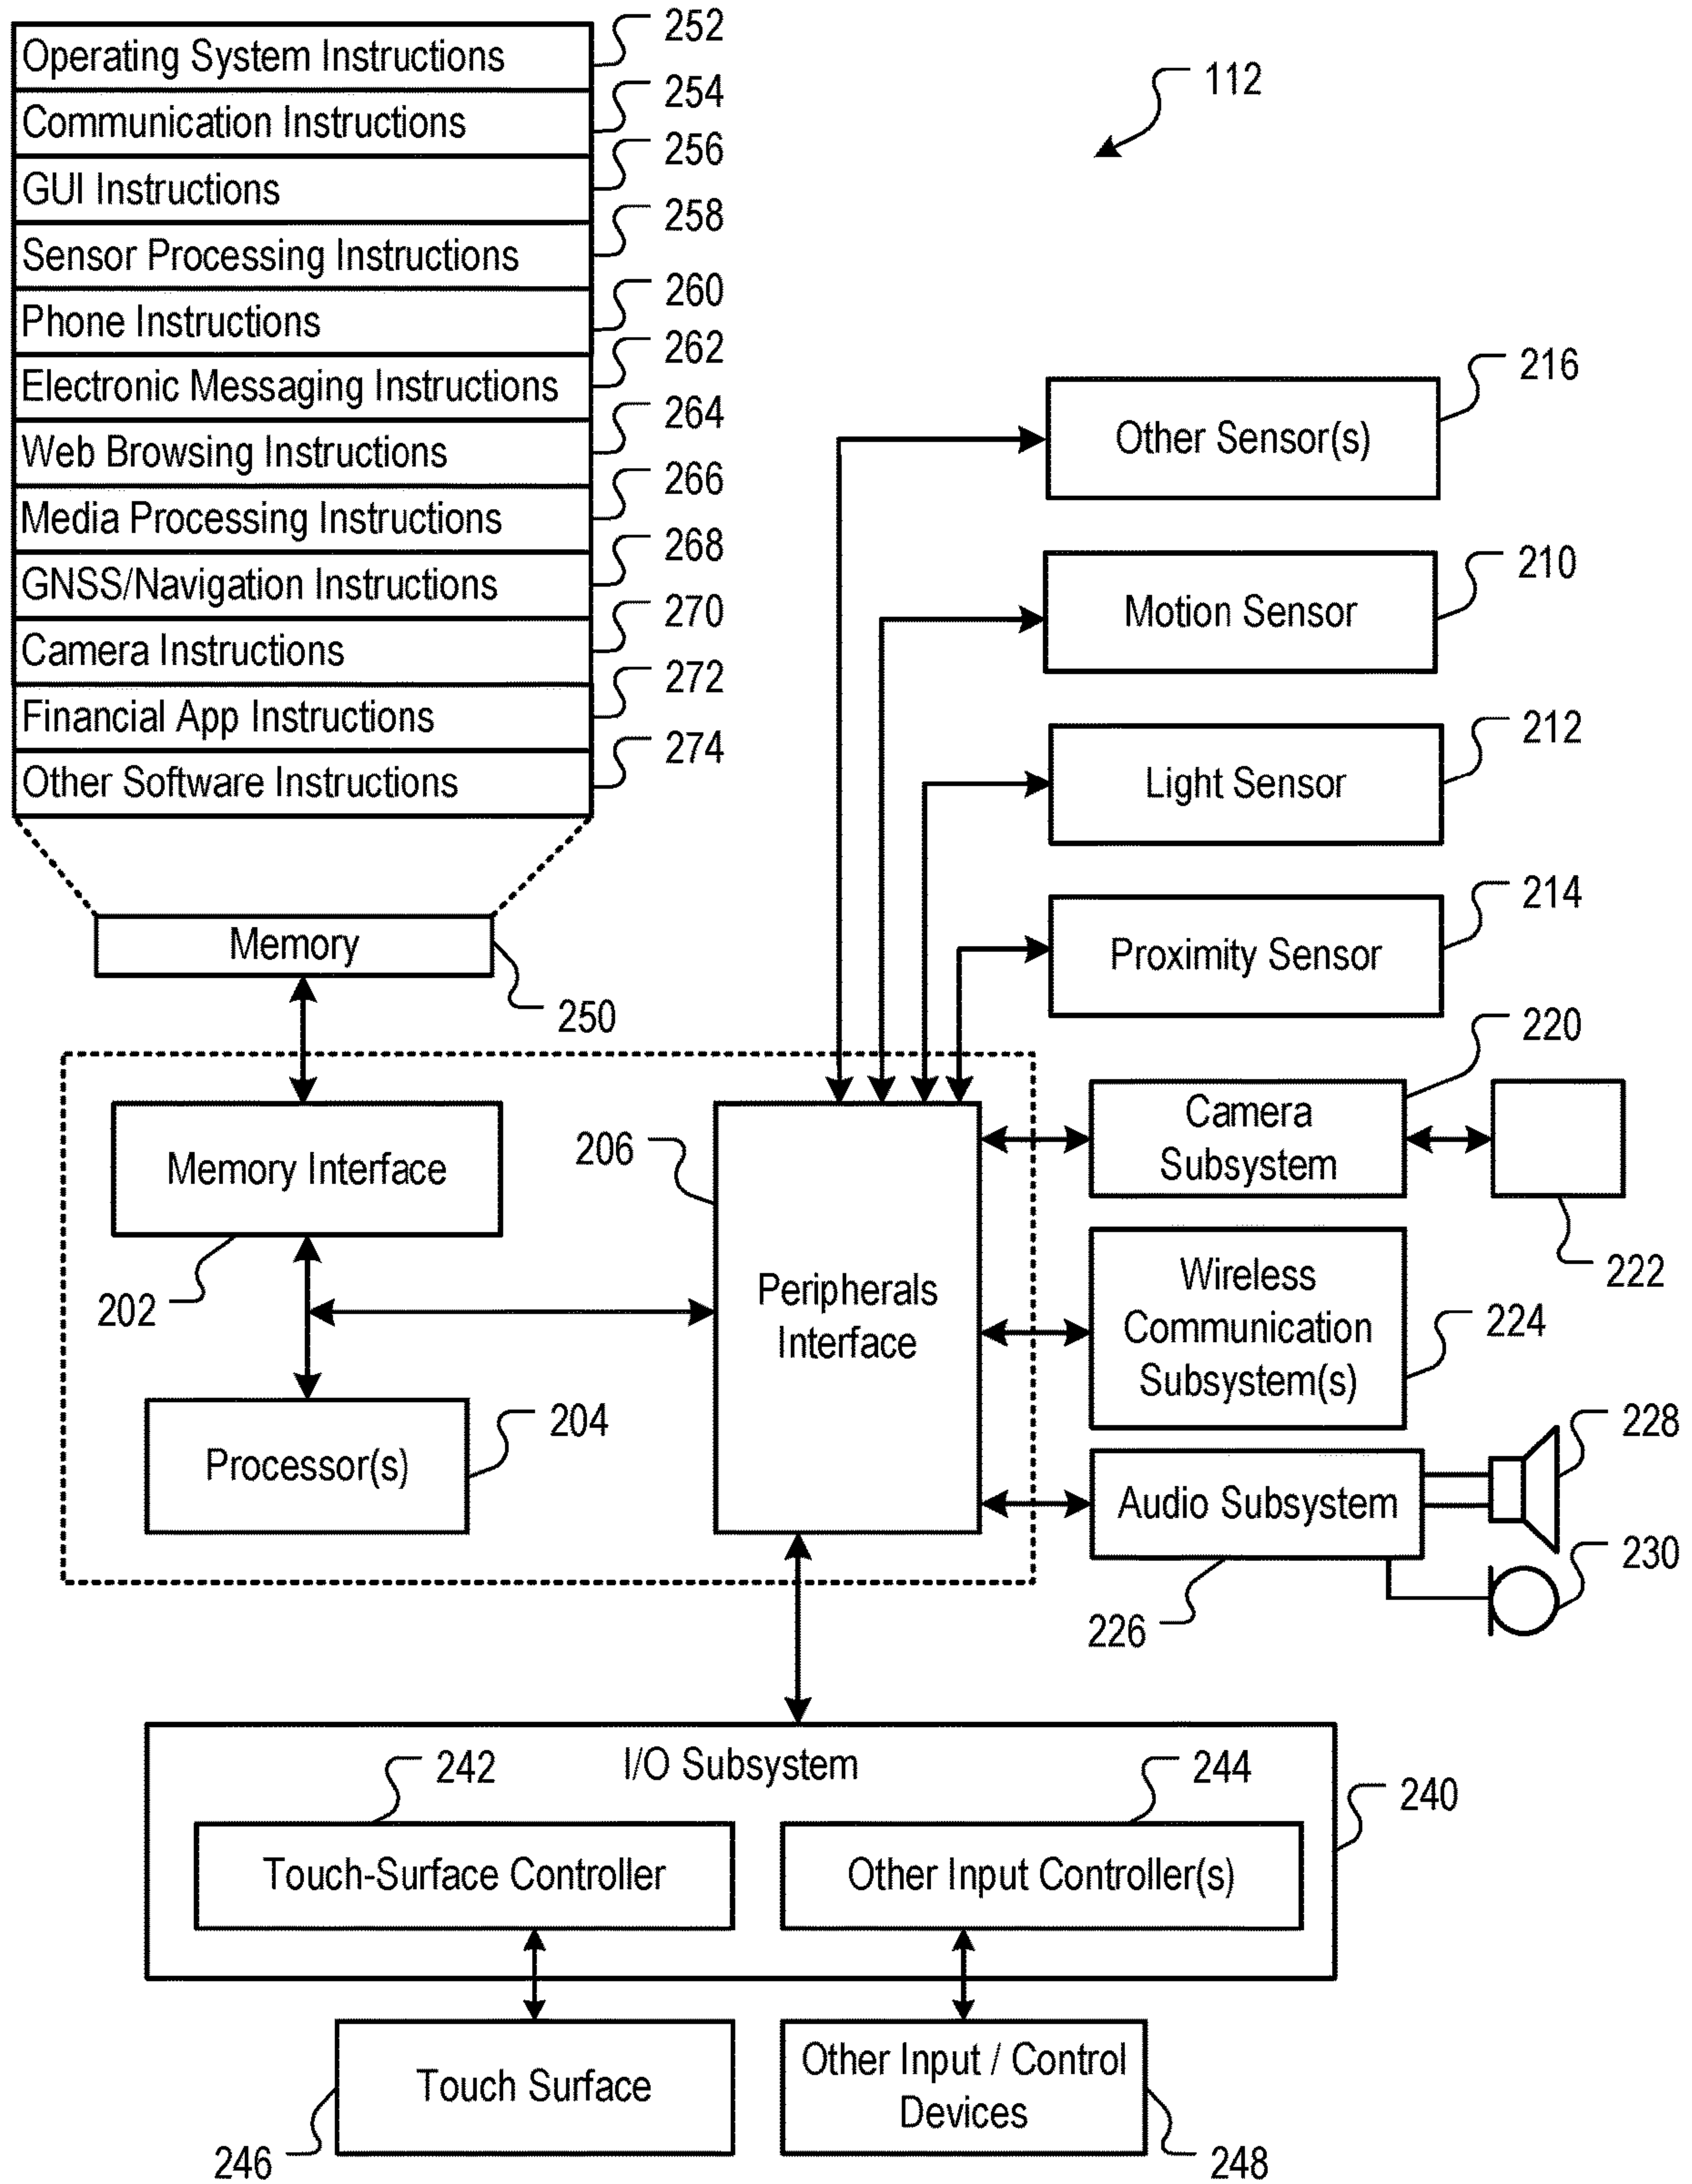 252
Operating System Instructions
254
Communication Instructions
256
GUI Instructions
258
Sensor Processing Instructions
260
Phone Instructions
262
Electronic Messaging Instructions
264
Web Browsing Instructions
266
Media Processing Instructions
268
GNSS/Navigation Instructions
270
Camera Instructions
272
Financial App Instructions
274
Other Software Instructions
Memory
250
112
216
Other Sensor(s)
210
Motion Sensor
212
Light Sensor
214
Proximity Sensor
220
Camera
Subsystem
222
Memory Interface
202
206
Peripherals
Interface
Wireless
Communication
Subsystem(s)
224
Processor(s)
204
228
Audio Subsystem
230
226
I/O Subsystem
242
244
240
Touch-Surface Controller
Other Input Controller(s)
Touch Surface
246
Other Input / Control
Devices
248